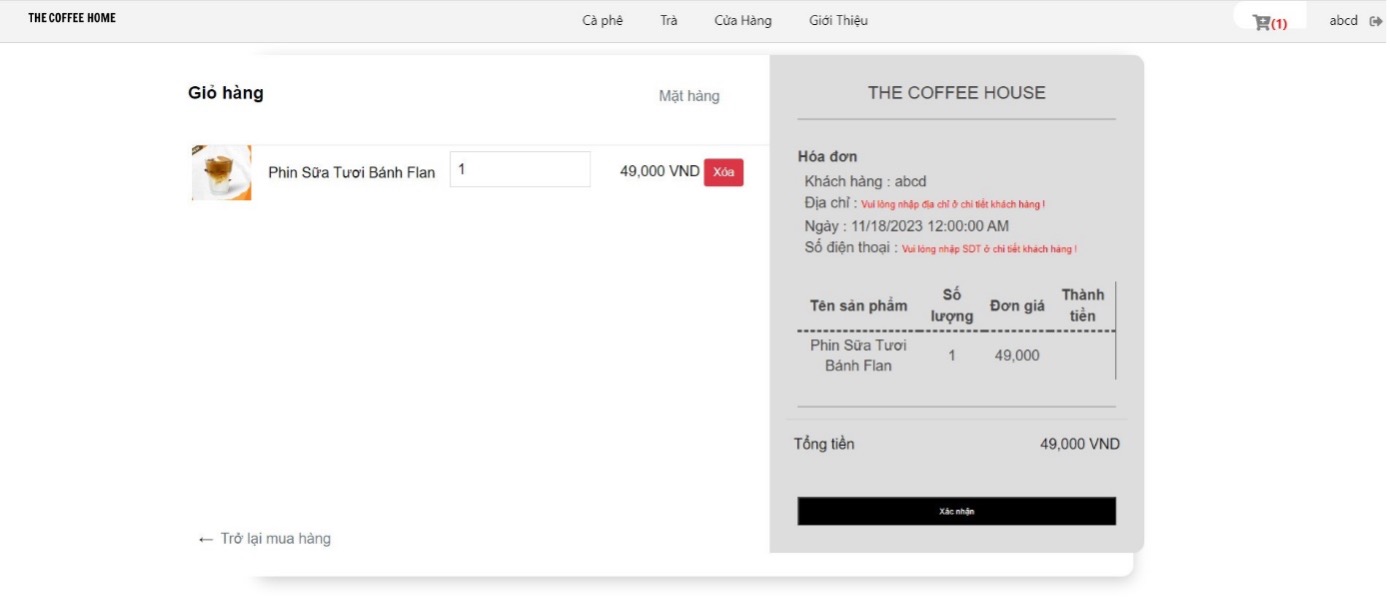 THE COFFEE HOME
Cà phê Trà Cửa Hàng Giới Thiệu
(1) abcd
Giỏ hàng
Mặt hàng
Phin Sữa Tươi Bánh Flan 1 49,000 VND Xóa
← Trở lại mua hàng
THE COFFEE HOUSE
Hóa đơn
Khách hàng : abcd
Địa chỉ : Vui lòng nhập địa chỉ ở chi tiết khách hàng !
Ngày : 11/18/2023 12:00:00 AM
Số điện thoại : Vui lòng nhập SDT ở chi tiết khách hàng !
Tên sản phẩm Số lượng Đơn giá Thành tiền
Phin Sữa Tươi Bánh Flan 1 49,000
Tổng tiền 49,000 VND
Xác nhận